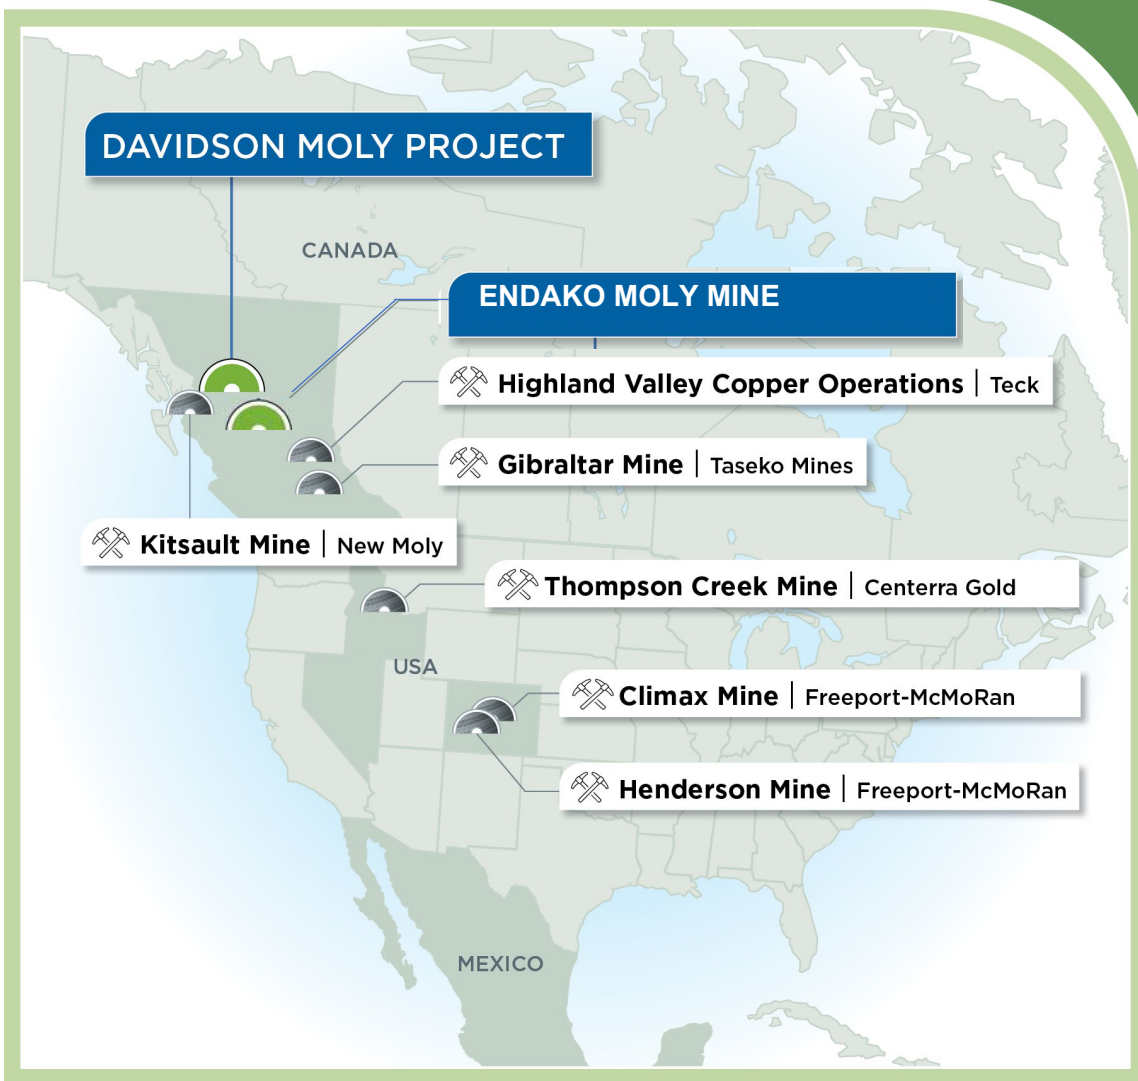 DAVIDSON MOLY PROJECT
CANADA
ENDAKO MOLY MINE
Highland Valley Copper Operations | Teck
Gibraltar Mine | Taseko Mines
Kitsault Mine | New Moly
Thompson Creek Mine | Centerra Gold
USA
Climax Mine | Freeport-McMoRan
Henderson Mine | Freeport-McMoRan
MEXICO